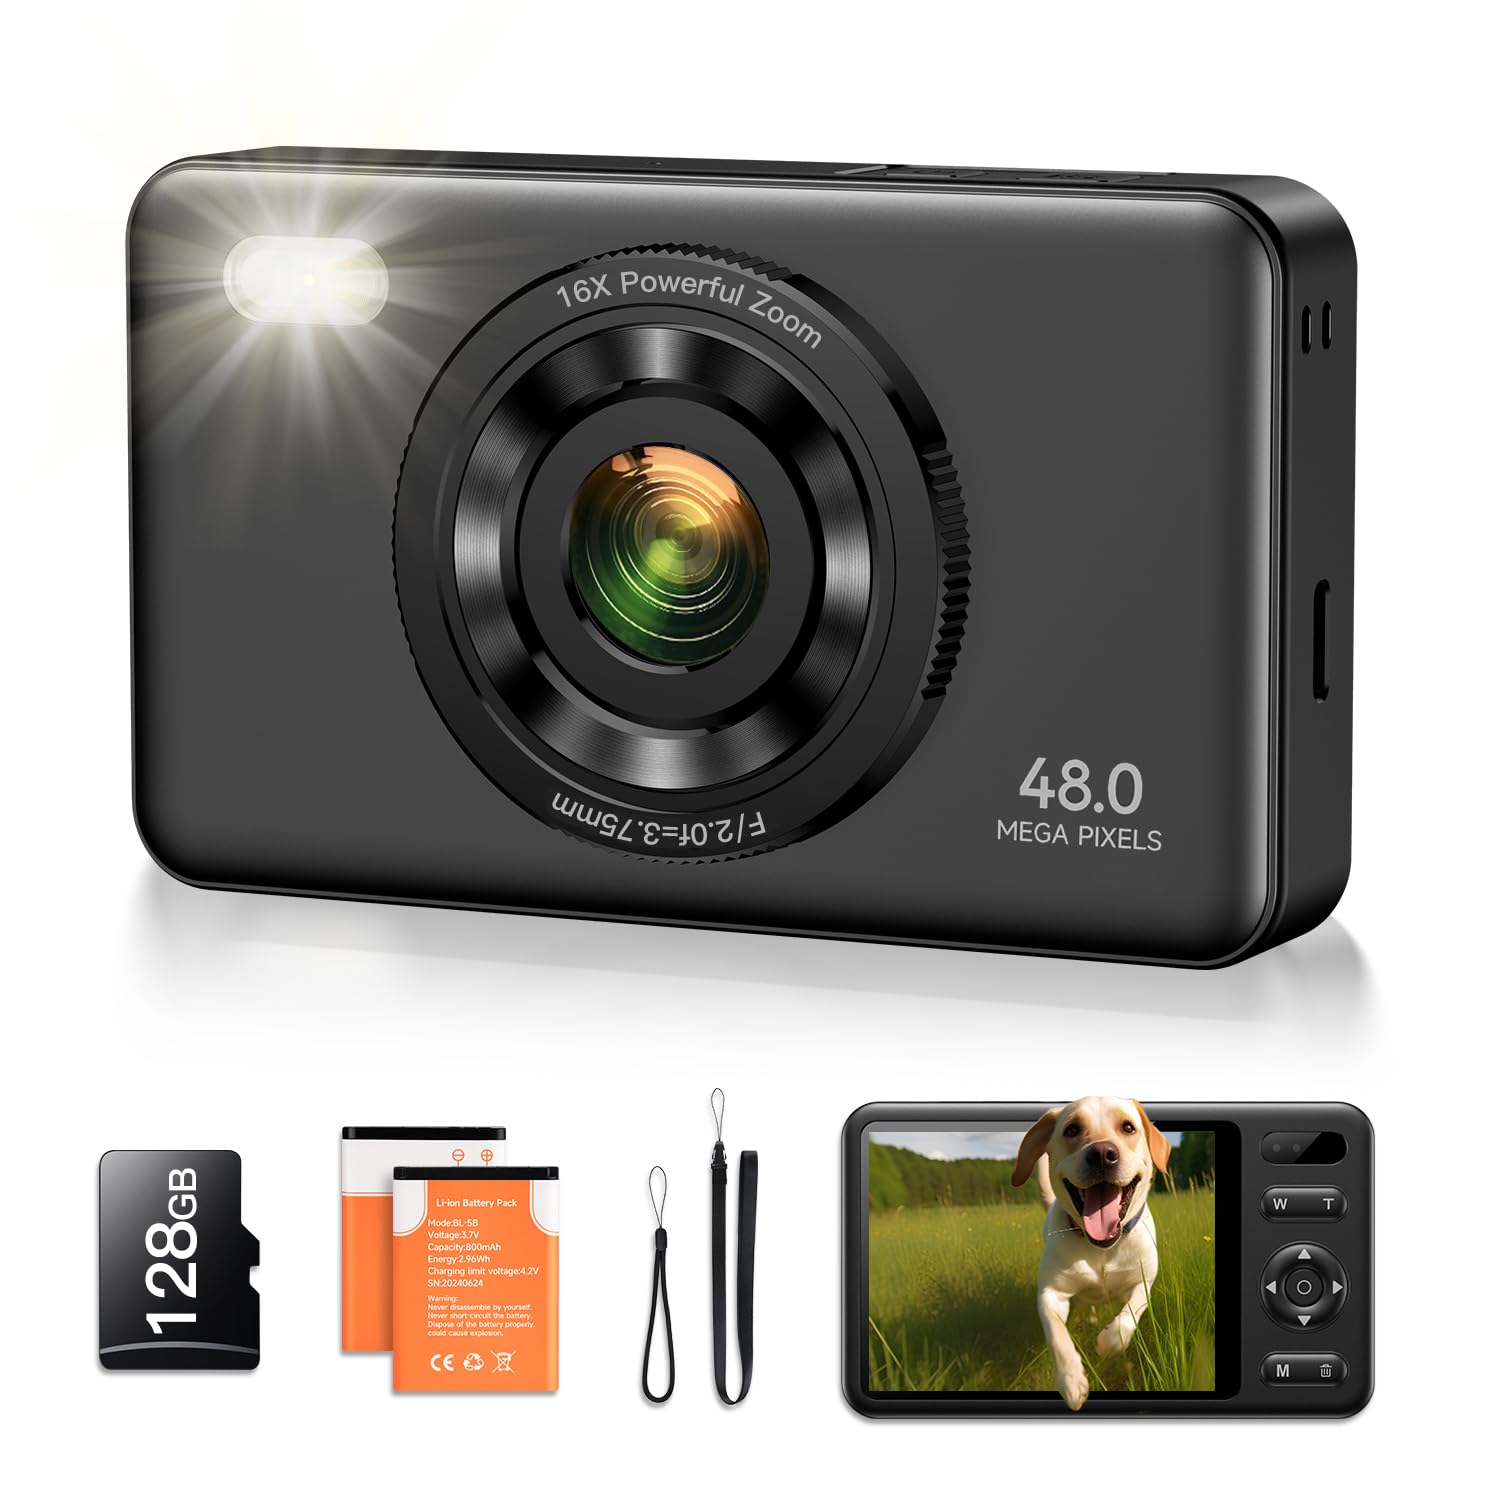 16X Powerful Zoom
F/2.0f=3.75mm
48.0
MEGA PIXELS
128GB
Li-ion Battery Pack
Mode:BL-5B
Voltage:3.7V
Capacity:800mAh
Energy:2.96Wh
Charging limit voltage:4.2V
SN:20240624
Warning:
Never disassemble by yourself.
Never short-circuit the battery.
Dispose of the battery properly.
could cause explosion.
CE
W T
M